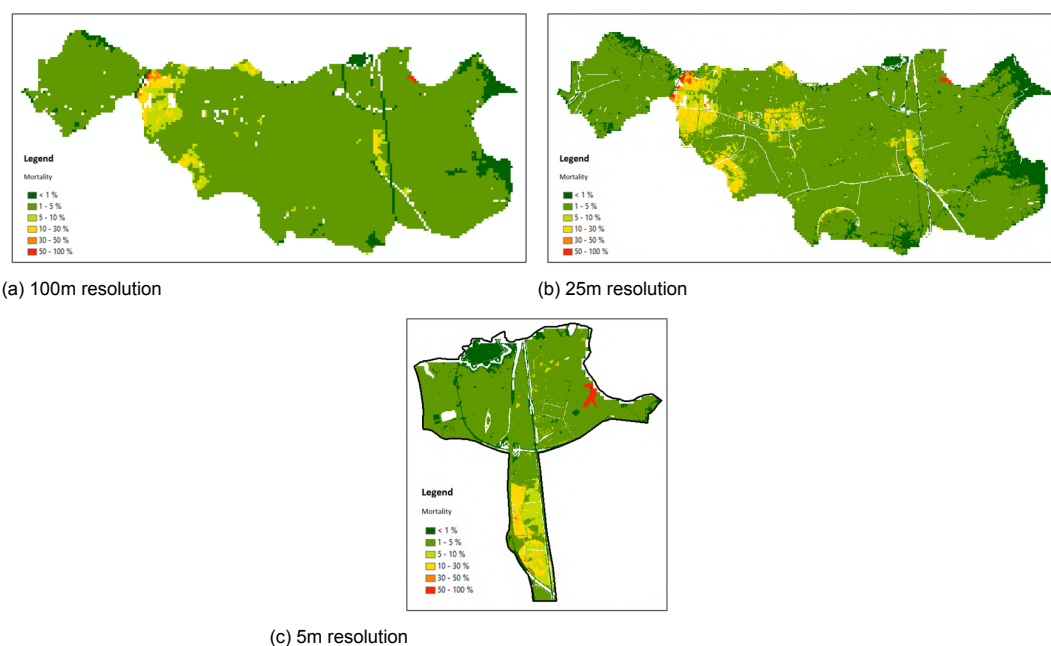 Legend
Mortality
< 1 %
1 - 5 %
5 - 10 %
10 - 30 %
30 - 50 %
50 - 100 %
(a) 100m resolution
Legend
Mortality
< 1 %
1 - 5 %
5 - 10 %
10 - 30 %
30 - 50 %
50 - 100 %
(b) 25m resolution
Legend
Mortality
< 1 %
1 - 5 %
5 - 10 %
10 - 30 %
30 - 50 %
50 - 100 %
(c) 5m resolution